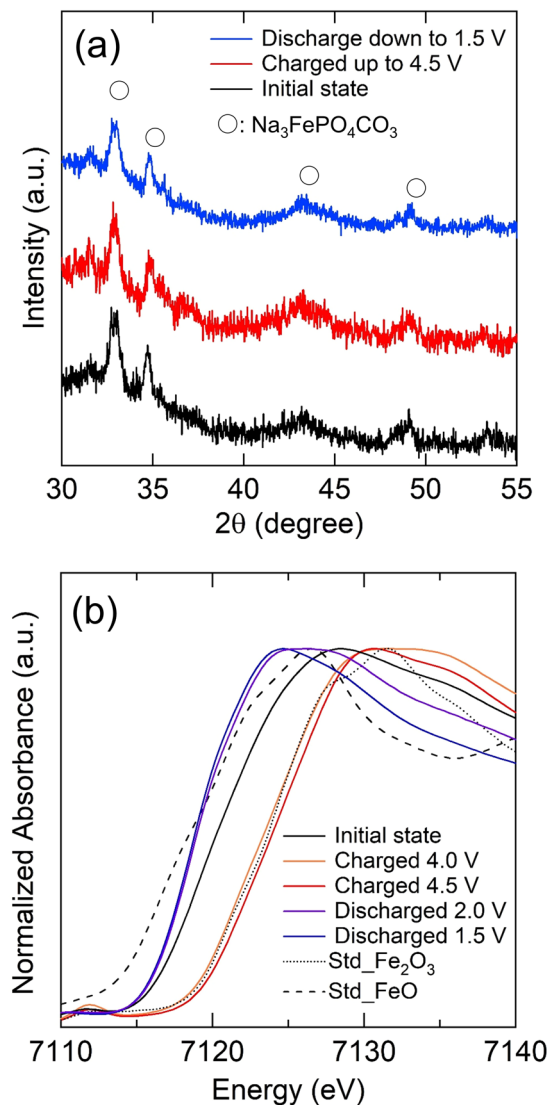 (a)
Discharge down to 1.5 V
Charged up to 4.5 V
Initial state
: Na₃FePO₄CO₃
Intensity (a.u.)
30 35 40 45 50 55
2θ (degree)
(b)
Normalized Absorbance (a.u.)
Initial state
Charged 4.0 V
Charged 4.5 V
Discharged 2.0 V
Discharged 1.5 V
Std_Fe₂O₃
Std_FeO
7110 7120 7130 7140
Energy (eV)